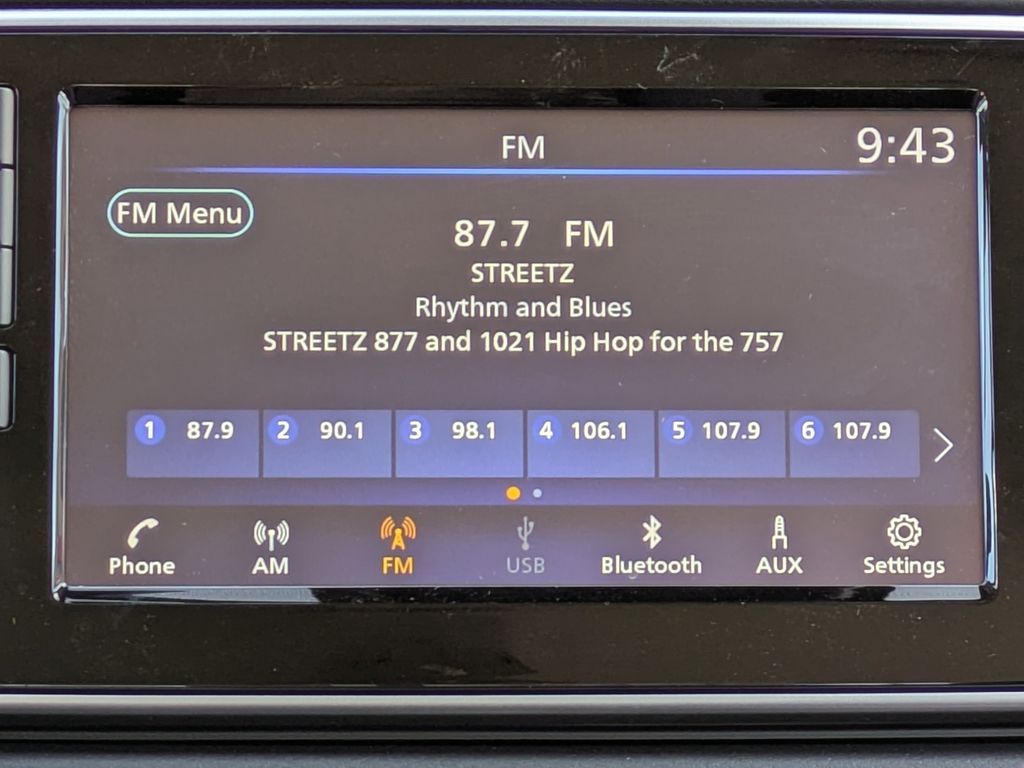 FM 9:43
FM Menu
87.7 FM
STREETZ
Rhythm and Blues
STREETZ 877 and 1021 Hip Hop for the 757
1 87.9 2 90.1 3 98.1 4 106.1 5 107.9 6 107.9
Phone AM FM USB Bluetooth AUX Settings